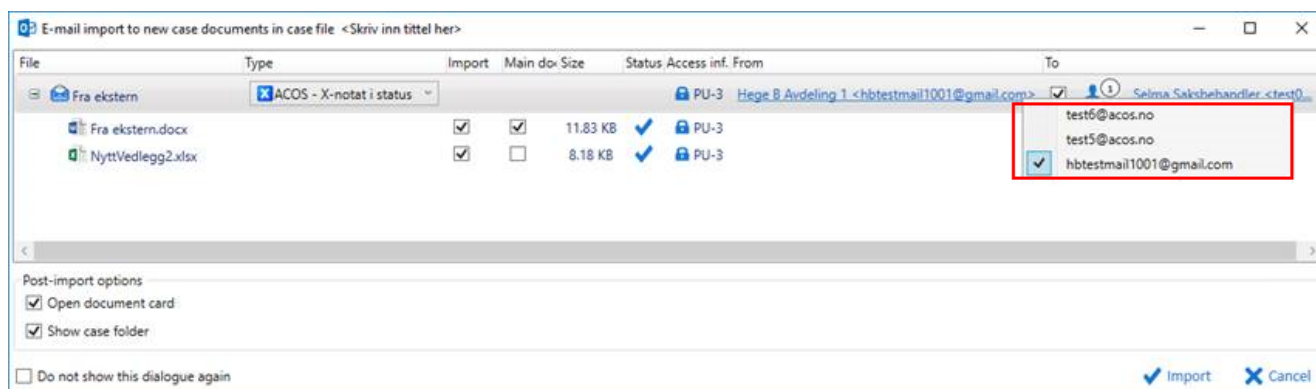 E-mail import to new case documents in case file <Skriv inn tittel her>
File Type Import Main do Size Status Access inf. From To
Fra ekstern ACOS - X-notat i status PU-3 Hege B Avdeling 1 <hbtestmail1001@gmail.com> 1 Selma Saksbehandler <test0...
test6@acos.no
Fra ekstern.docx 11.83 KB PU-3
test5@acos.no
NyttVedlegg2.xlsx 8.18 KB PU-3
hbtestmail1001@gmail.com
Post-import options
Open document card
Show case folder
Do not show this dialogue again Import Cancel